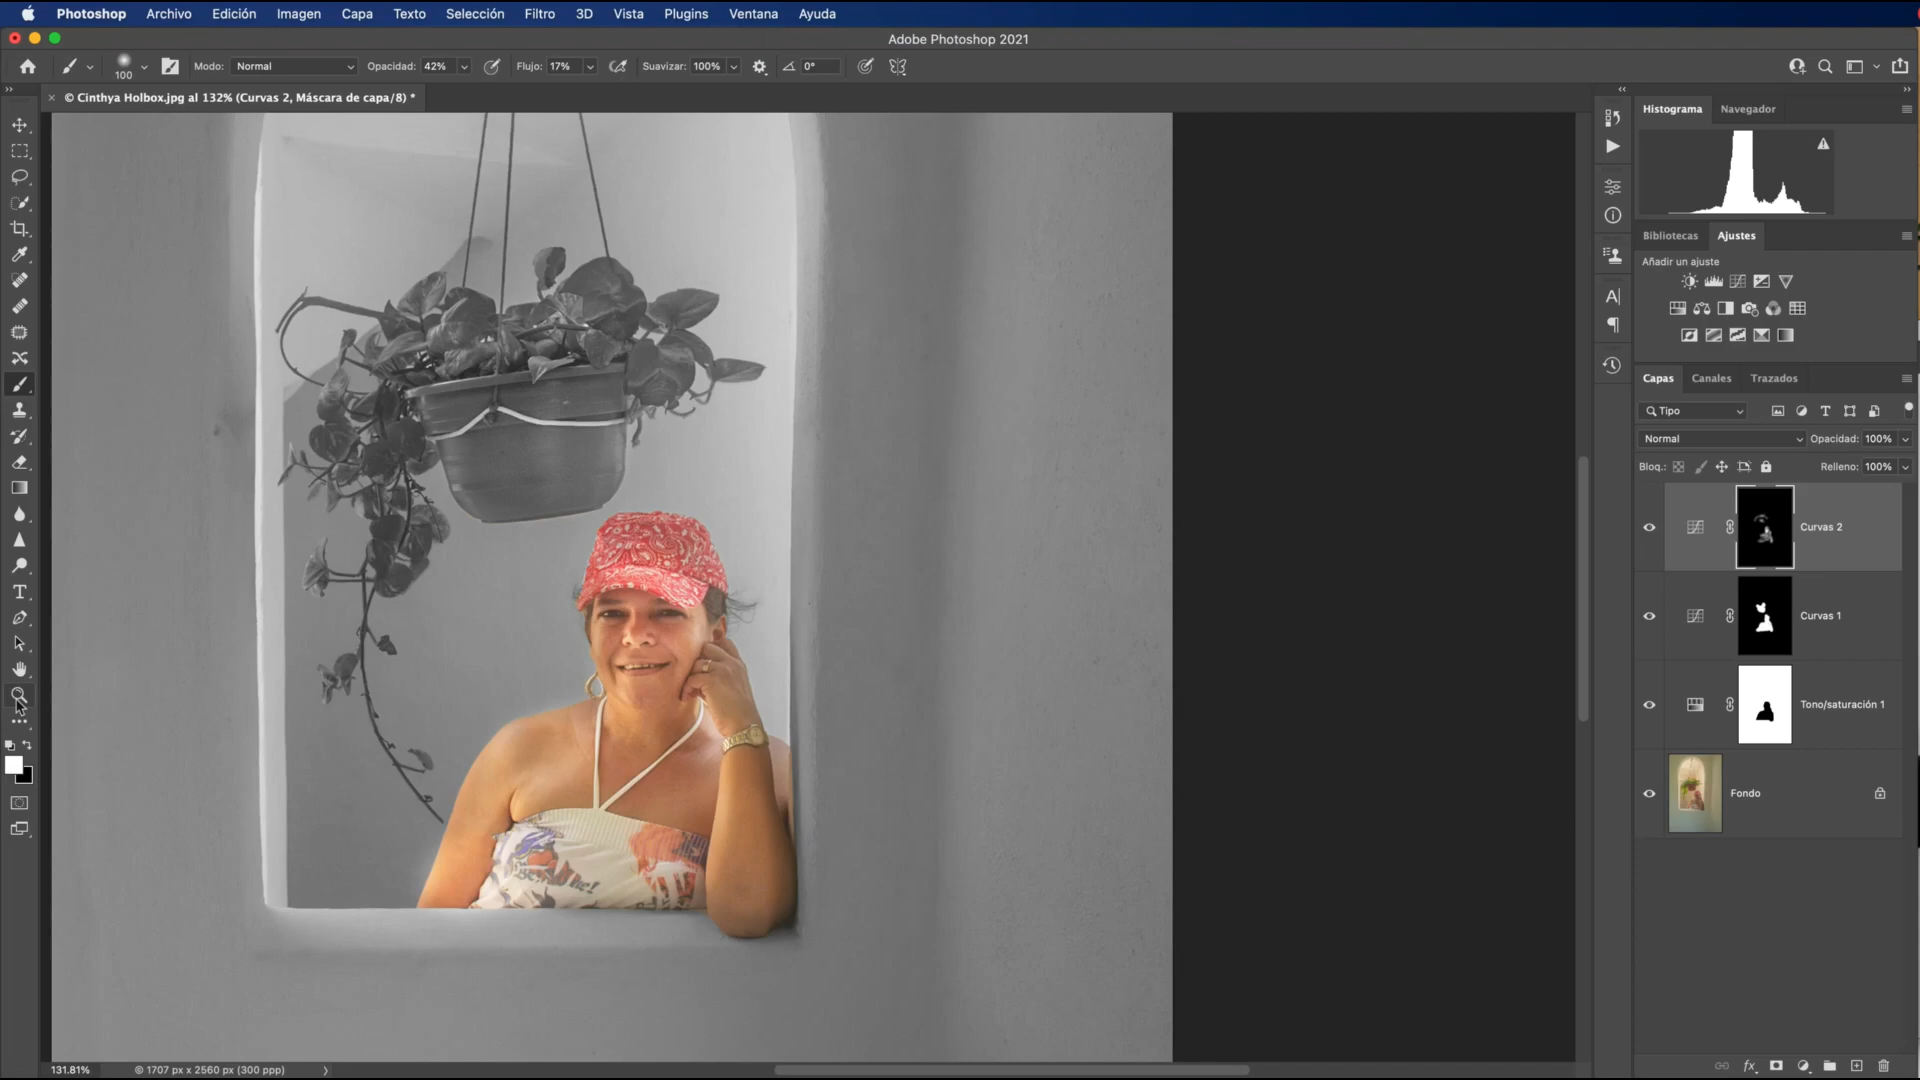 Photoshop Archivo Edición Imagen Capa Texto Selección Filtro 3D Vista Plugins Ventana Ayuda
Adobe Photoshop 2021
100 Modo: Normal Opacidad: 42% Flujo: 17% Suavizar: 100% 0°
© Cinthya Holbox.jpg al 132% (Curvas 2, Máscara de capa/8) *
Histograma Navegador
Bibliotecas Ajustes
Añadir un ajuste
Capas Canales Trazados
Tipo
Normal Opacidad: 100%
Bloq.: Relleno: 100%
Curvas 2
Curvas 1
Tono/saturación 1
Fondo
131.81% © 1707 px x 2560 px (300 ppp)